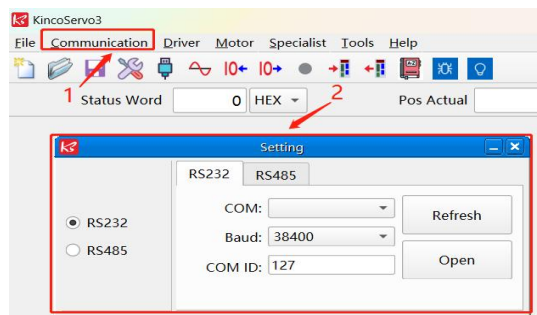 KincoServo3
File Communication Driver Motor Specialist Tools Help
1 Status Word 0 HEX 2 Pos Actual
Setting
RS232 RS485
RS232
RS485
COM:
Refresh
Baud: 38400
COM ID: 127
Open